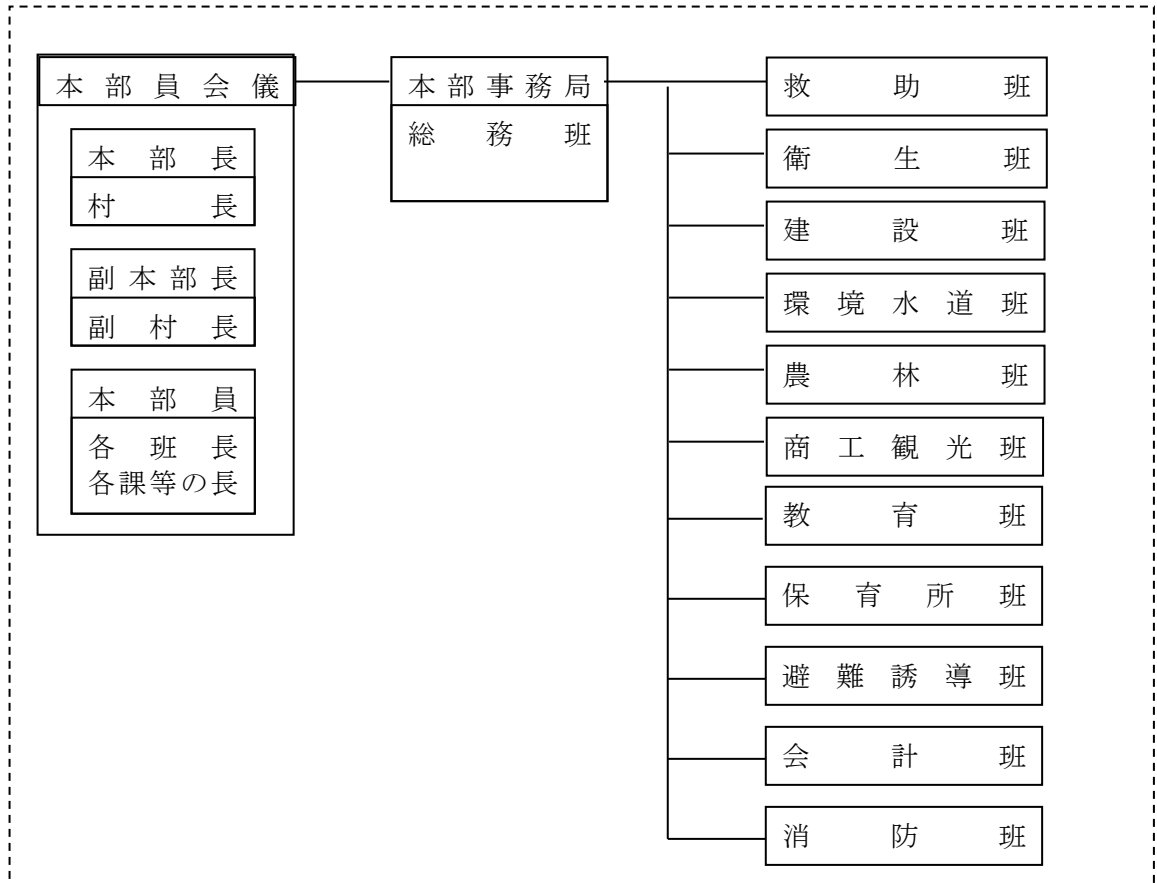 本部員会儀
本部長
村長
副本部長
副村長
本部員
各班長
各課等の長
本部事務局
総務班
救助班
衛生班
建設班
環境水道班
農林班
商工観光班
教育班
保育所班
避難誘導班
会計班
消防班